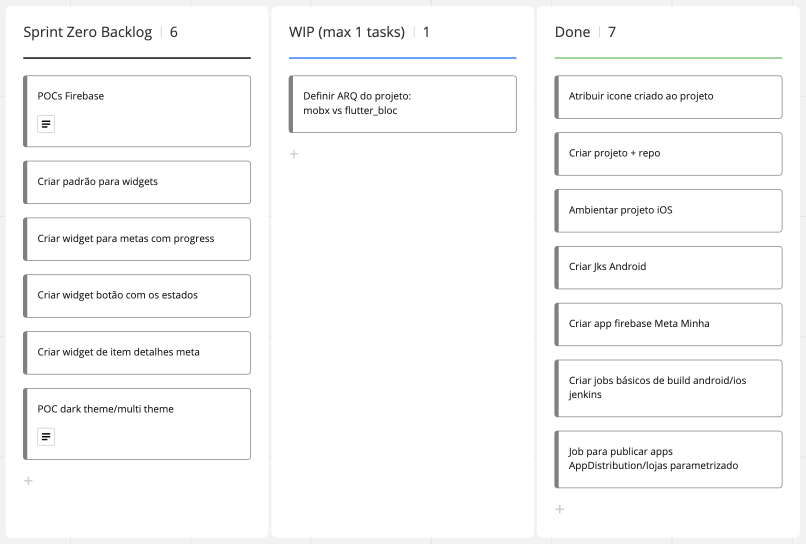 Sprint Zero Backlog | 6
POCs Firebase
Criar padrão para widgets
Criar widget para metas com progress
Criar widget botão com os estados
Criar widget de item detalhes meta
POC dark theme/multi theme
WIP (max 1 tasks) | 1
Definir ARQ do projeto:
mobx vs flutter_bloc
Done | 7
Atribuir icone criado ao projeto
Criar projeto + repo
Ambientar projeto iOS
Criar Jks Android
Criar app firebase Meta Minha
Criar jobs básicos de build android/ios
jenkins
Job para publicar apps
AppDistribution/lojas parametrizado